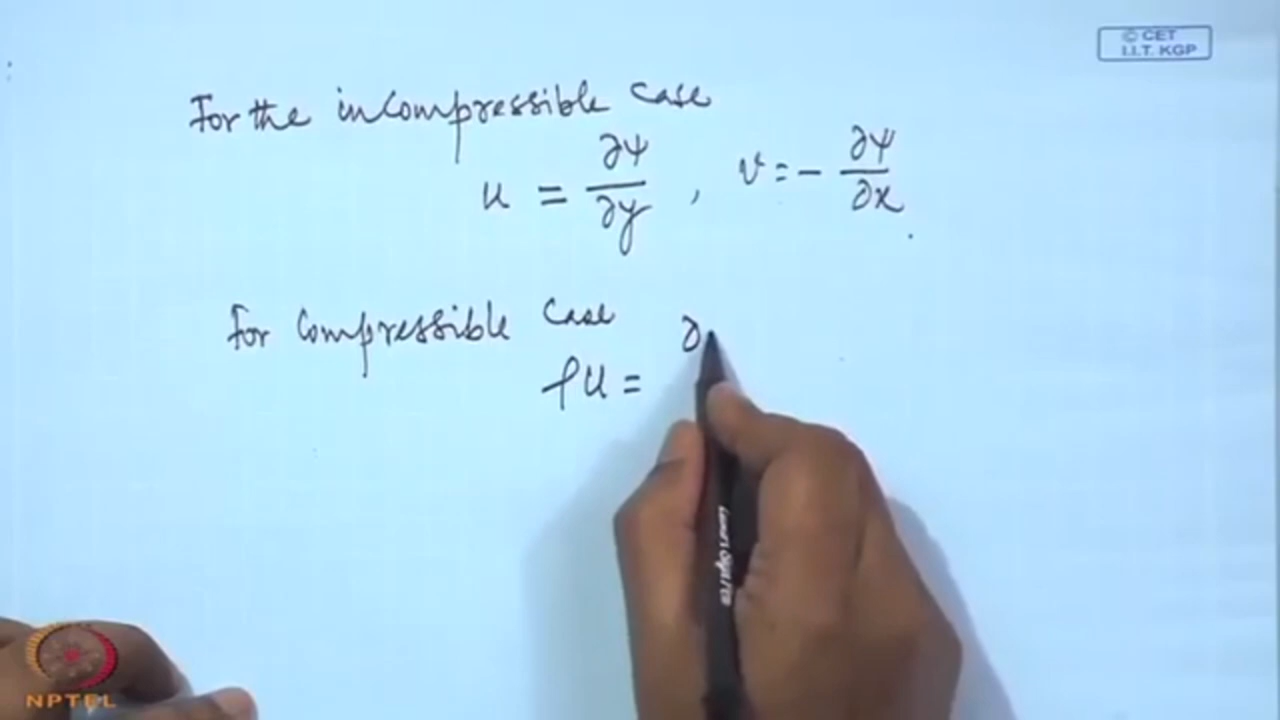 © CET
I.I.T. KGP
For the incompressible case
u = ∂ψ/∂y , v = - ∂ψ/∂x .
For compressible case
ρu = ∂
NPTEL